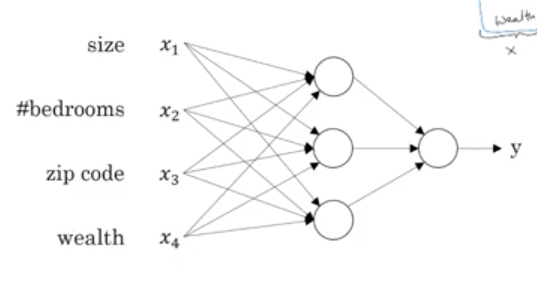 wealth
x
size x₁
#bedrooms x₂
zip code x₃
wealth x₄
y